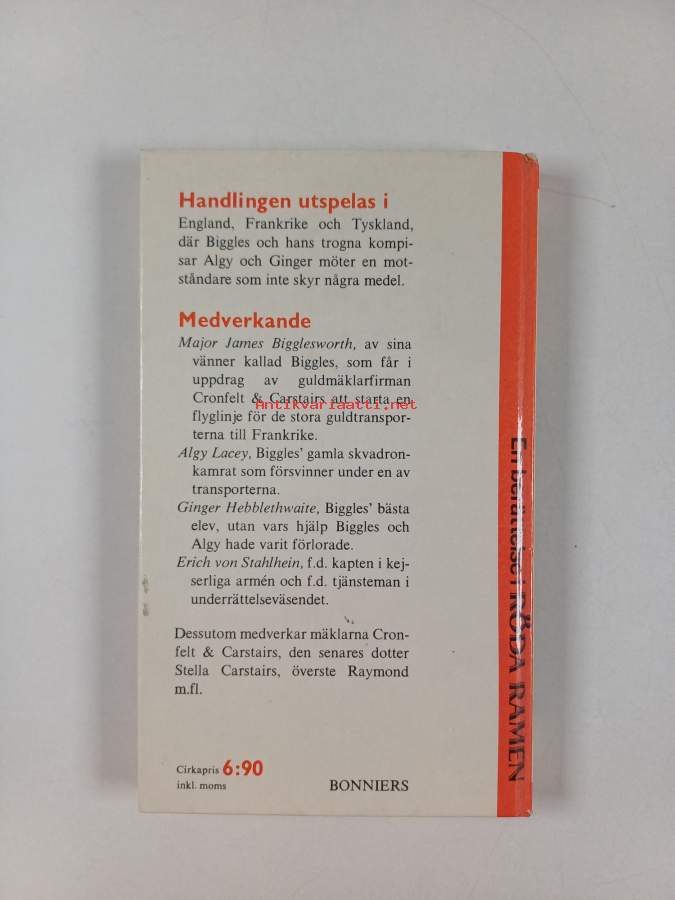 Handlingen utspelas i
England, Frankrike och Tyskland,
där Biggles och hans trogna kompi-
sar Algy och Ginger möter en mot-
ståndare som inte skyr några medel.
Medverkande
Major James Bigglesworth, av sina
vänner kallad Biggles, som får i
uppdrag av guldmäklarfirman
Cronfelt & Carstairs att starta en
Antikvariaatti.net
flyglinje för de stora guldtranspor-
terna till Frankrike.
Algy Lacey, Biggles' gamla skvadron-
kamrat som försvinner under en av
transporterna.
Ginger Hebblethwaite, Biggles' bästa
elev, utan vars hjälp Biggles och
Algy hade varit förlorade.
Erich von Stahlhein, f.d. kapten i kej-
serliga armén och f.d. tjänsteman i
underrättelseväsendet.
Dessutom medverkar mäklarna Cron-
felt & Carstairs, den senares dotter
Stella Carstairs, överste Raymond
m.fl.
Cirkapris 6:90
inkl. moms
BONNIERS
En berättelse i RÖDA RAMEN